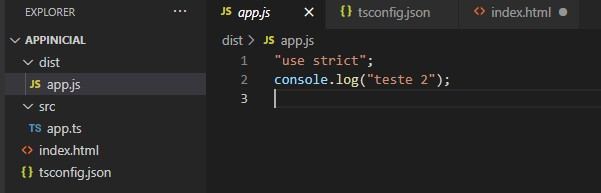 EXPLORER ...
APPINICIAL
dist
JS app.js
src
TS app.ts
<> index.html
{} tsconfig.json
JS app.js
{} tsconfig.json
<> index.html
dist > JS app.js
1 "use strict";
2 console.log("teste 2");
3